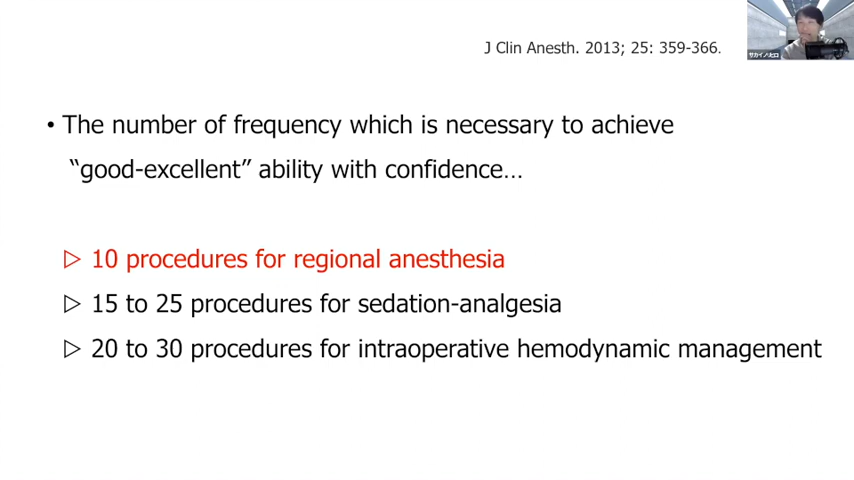 J Clin Anesth. 2013; 25: 359-366.
• The number of frequency which is necessary to achieve
“good-excellent” ability with confidence…
▷ 10 procedures for regional anesthesia
▷ 15 to 25 procedures for sedation-analgesia
▷ 20 to 30 procedures for intraoperative hemodynamic management